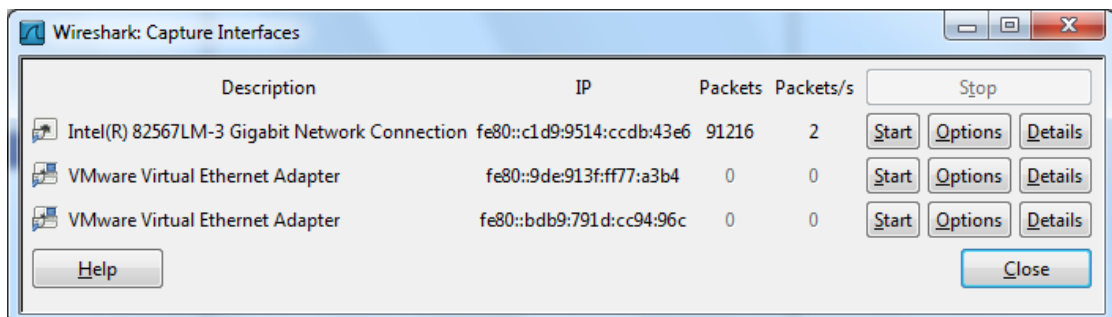 Wireshark: Capture Interfaces
Description IP Packets Packets/s Stop
Intel(R) 82567LM-3 Gigabit Network Connection fe80::c1d9:9514:ccdb:43e6 91216 2 Start Options Details
VMware Virtual Ethernet Adapter fe80::9de:913f:ff77:a3b4 0 0 Start Options Details
VMware Virtual Ethernet Adapter fe80::bdb9:791d:cc94:96c 0 0 Start Options Details
Help Close